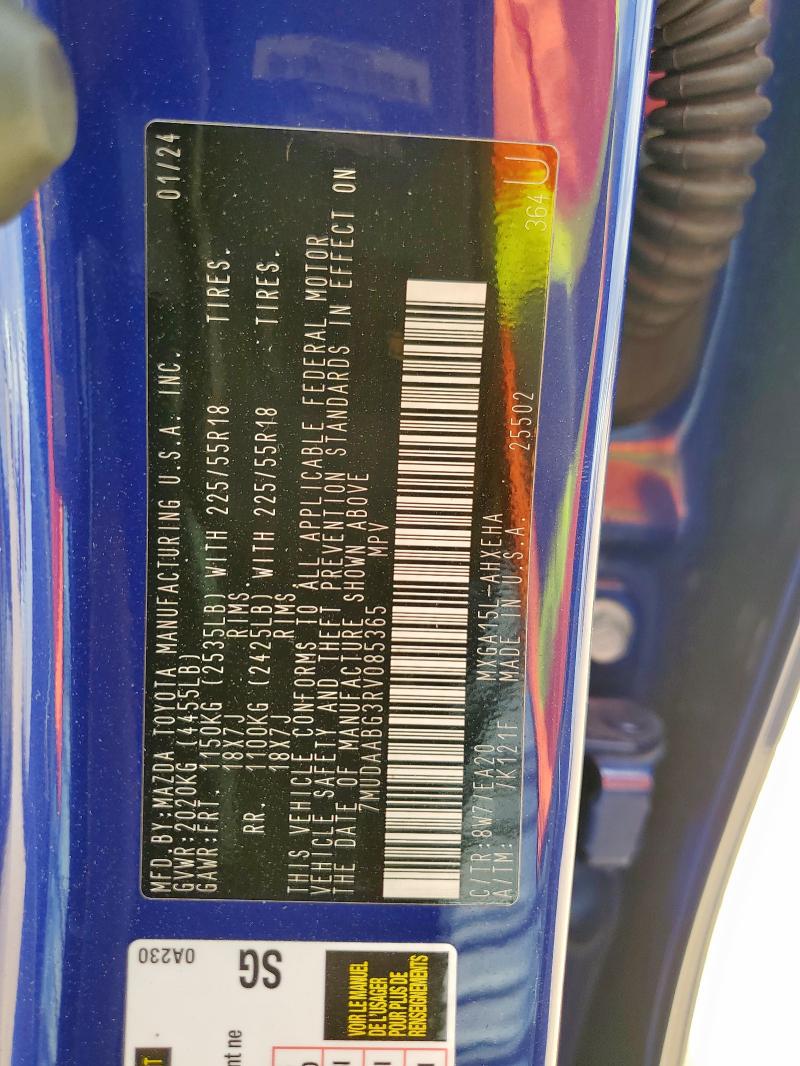 MFD.BY:MAZDA TOYOTA MANUFACTURING U.S.A. INC. 01/24
GVWR:2020KG (4455LB)
GAWR:FRT. 1150KG (2535LB) WITH 225/55R18 TIRES.
18X7J RIMS.
RR. 1100KG (2425LB) WITH 225/55R18 TIRES.
18X7J RIMS.
THIS VEHICLE CONFORMS TO ALL APPLICABLE FEDERAL MOTOR
VEHICLE SAFETY AND THEFT PREVENTION STANDARDS IN EFFECT ON
THE DATE OF MANUFACTURE SHOWN ABOVE
7MUDAABG3RV085365 MPV
C/TR:8W7/EA20 MXGA15L-AHXEHA
A/TM: /K121F MADE IN U.S.A. 25502 364 U
0A230
SG
VOIR LE MANUEL
DE L'USAGER
POUR PLUS DE
RENSEIGNEMENTS
nt ne